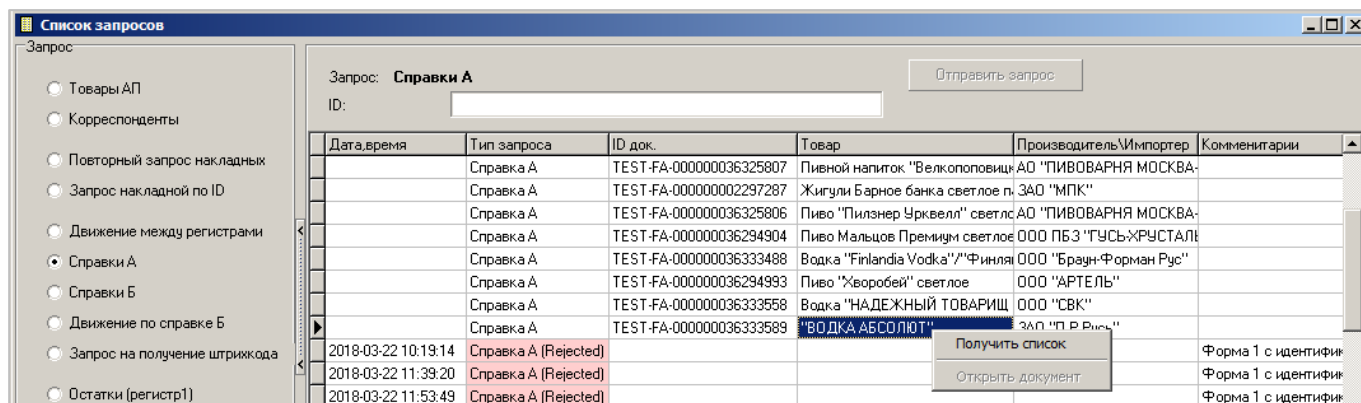 Список запросов
Запрос
Товары АП
Корреспонденты
Повторный запрос накладных
Запрос накладной по ID
Движение между регистрами
Справки А
Справки Б
Движение по справке Б
Запрос на получение штрихкода
Остатки (регистр1)
Запрос: Справки А
Отправить запрос
ID:
Дата,время Тип запроса ID док. Товар Производитель\Импортер Комментарии
Справка А TEST-FA-000000036325807 Пивной напиток "Велкопоповиц АО "ПИВОВАРНЯ МОСКВА-
Справка А TEST-FA-000000002297287 Жигули Барное банка светлое п ЗАО "МПК"
Справка А TEST-FA-000000036325806 Пиво "Пилзнер Урквелл" светло АО "ПИВОВАРНЯ МОСКВА-
Справка А TEST-FA-000000036294904 Пиво Мальцов Премиум светлое ООО ПБЗ "ГУСЬ-ХРУСТАЛЬ
Справка А TEST-FA-000000036333488 Водка "Finlandia Vodka"/"Финля ООО "Браун-Форман Рус"
Справка А TEST-FA-000000036294993 Пиво "Хворобей" светлое ООО "АРТЕЛЬ"
Справка А TEST-FA-000000036333558 Водка "НАДЕЖНЫЙ ТОВАРИЩ ООО "СВК"
Справка А TEST-FA-000000036333589 "ВОДКА АБСОЛЮТ" ЗАО "П Р Русь"
Получить список
Открыть документ
2018-03-22 10:19:14 Справка А (Rejected) Форма 1 с идентифик
2018-03-22 11:39:20 Справка А (Rejected) Форма 1 с идентифик
2018-03-22 11:53:49 Справка А (Rejected) Форма 1 с идентифик